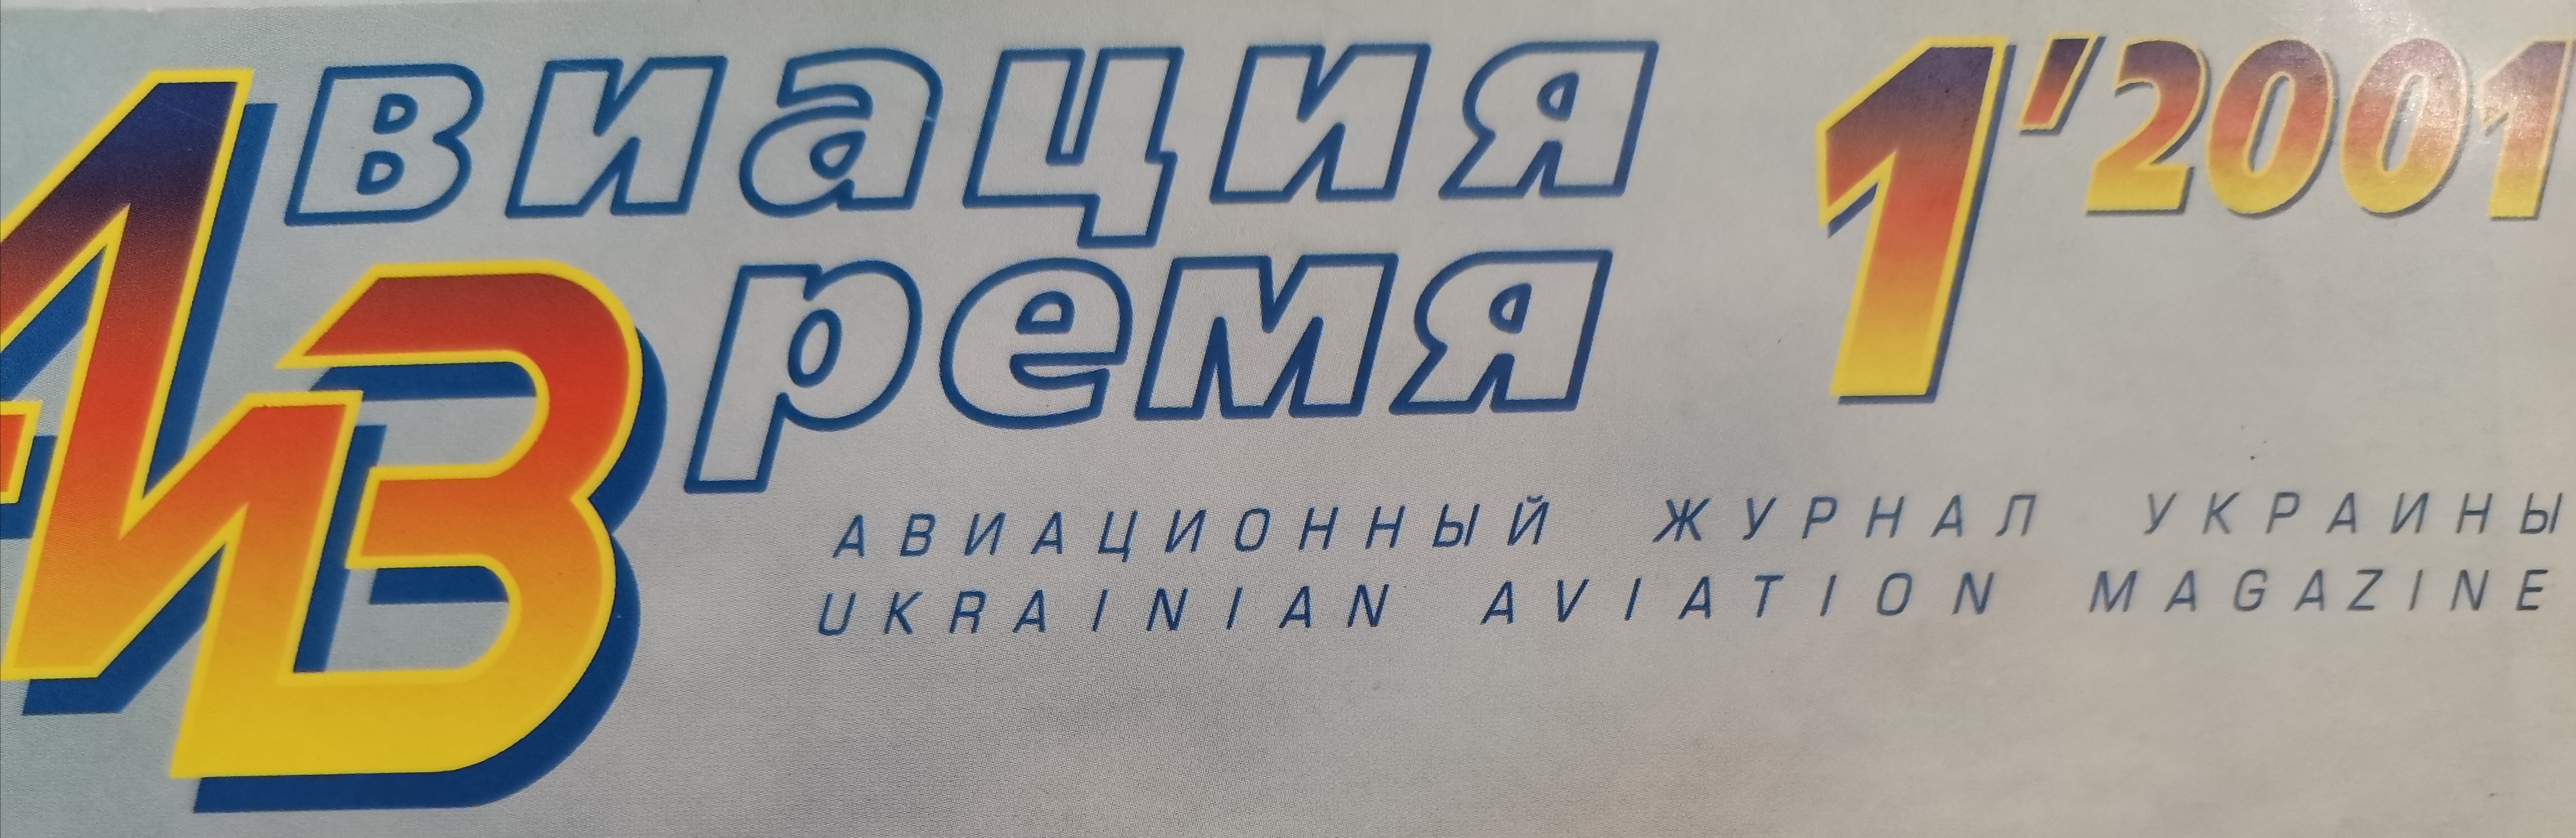 Авиация 1'2001
и Время
АВИАЦИОННЫЙ ЖУРНАЛ УКРАИНЫ
UKRAINIAN AVIATION MAGAZINE